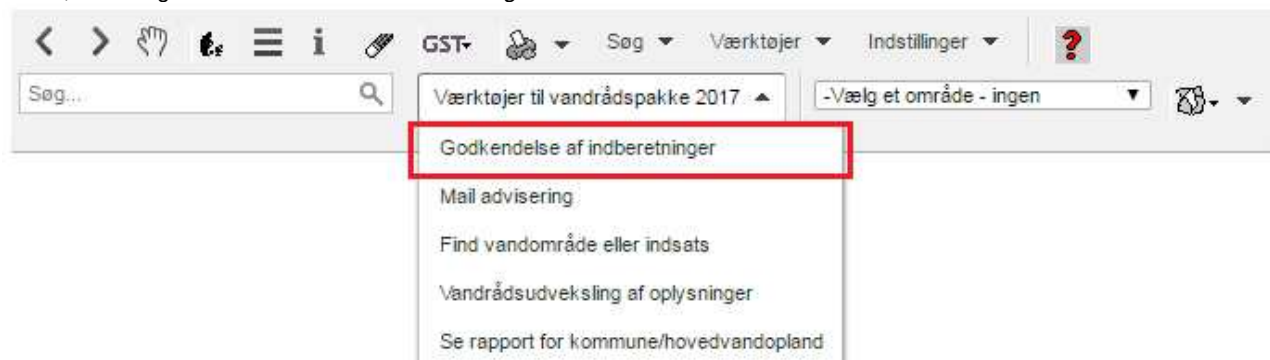 GST
Søg
Værktøjer
Indstillinger
?
Søg...
Værktøjer til vandrådspakke 2017
-Vælg et område - ingen
Godkendelse af indberetninger
Mail advisering
Find vandområde eller indsats
Vandrådsudveksling af oplysninger
Se rapport for kommune/hovedvandopland